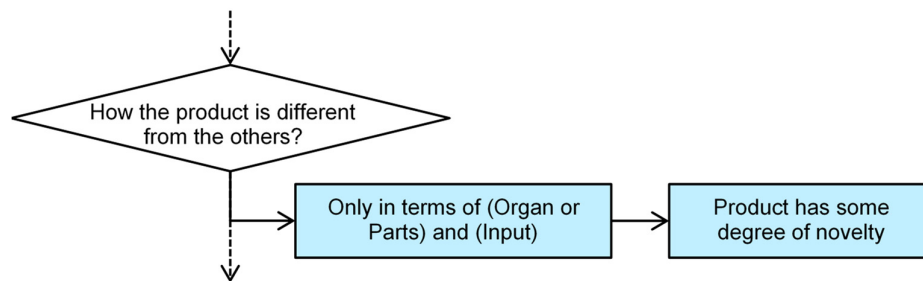 How the product is different
from the others?
Only in terms of (Organ or
Parts) and (Input)
Product has some
degree of novelty